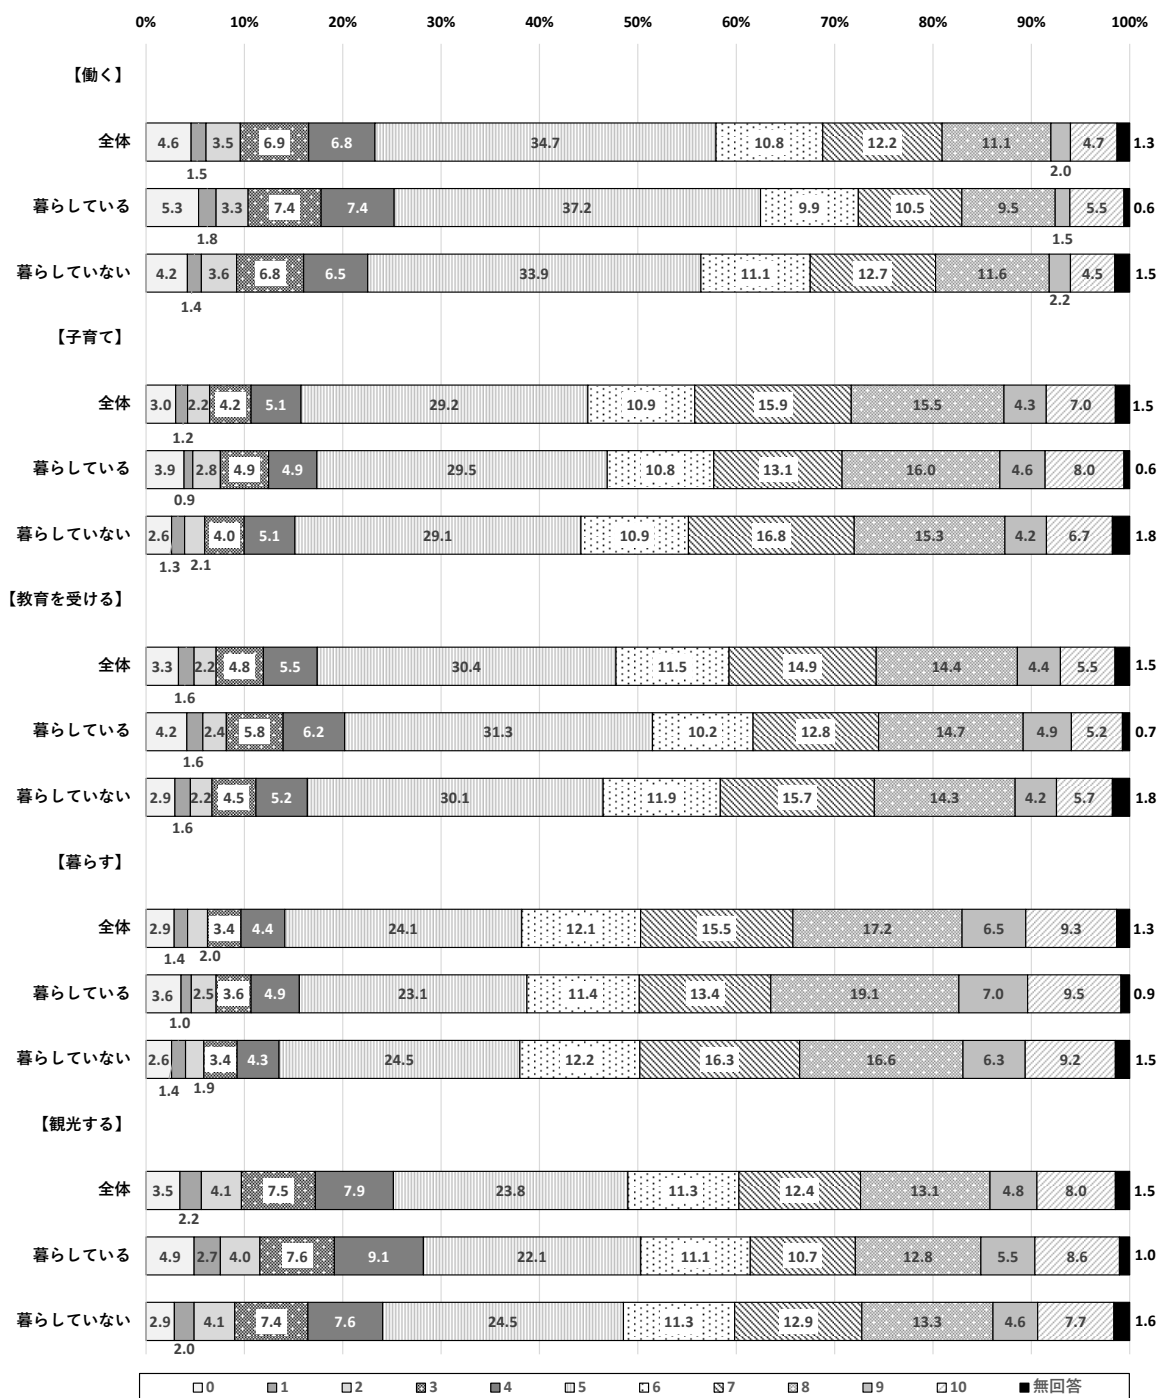 0% 10% 20% 30% 40% 50% 60% 70% 80% 90% 100%
【働く】
全体 4.6 3.5 6.9 6.8 34.7 10.8 12.2 11.1 4.7 1.3
1.5 2.0
暮らしている 5.3 3.3 7.4 7.4 37.2 9.9 10.5 9.5 5.5 0.6
1.8 1.5
暮らしていない 4.2 3.6 6.8 6.5 33.9 11.1 12.7 11.6 4.5 1.5
1.4 2.2
【子育て】
全体 3.0 2.2 4.2 5.1 29.2 10.9 15.9 15.5 4.3 7.0 1.5
1.2
暮らしている 3.9 2.8 4.9 4.9 29.5 10.8 13.1 16.0 4.6 8.0 0.6
0.9
暮らしていない 2.6 4.0 5.1 29.1 10.9 16.8 15.3 4.2 6.7 1.8
1.3 2.1
【教育を受ける】
全体 3.3 2.2 4.8 5.5 30.4 11.5 14.9 14.4 4.4 5.5 1.5
1.6
暮らしている 4.2 2.4 5.8 6.2 31.3 10.2 12.8 14.7 4.9 5.2 0.7
1.6
暮らしていない 2.9 2.2 4.5 5.2 30.1 11.9 15.7 14.3 4.2 5.7 1.8
1.6
【暮らす】
全体 2.9 3.4 4.4 24.1 12.1 15.5 17.2 6.5 9.3 1.3
1.4 2.0
暮らしている 3.6 2.5 3.6 4.9 23.1 11.4 13.4 19.1 7.0 9.5 0.9
1.0
暮らしていない 2.6 3.4 4.3 24.5 12.2 16.3 16.6 6.3 9.2 1.5
1.4 1.9
【観光する】
全体 3.5 4.1 7.5 7.9 23.8 11.3 12.4 13.1 4.8 8.0 1.5
2.2
暮らしている 4.9 2.7 4.0 7.6 9.1 22.1 11.1 10.7 12.8 5.5 8.6 1.0
暮らしていない 2.9 4.1 7.4 7.6 24.5 11.3 12.9 13.3 4.6 7.7 1.6
2.0
0 1 2 3 4 5 6 7 8 9 10 無回答